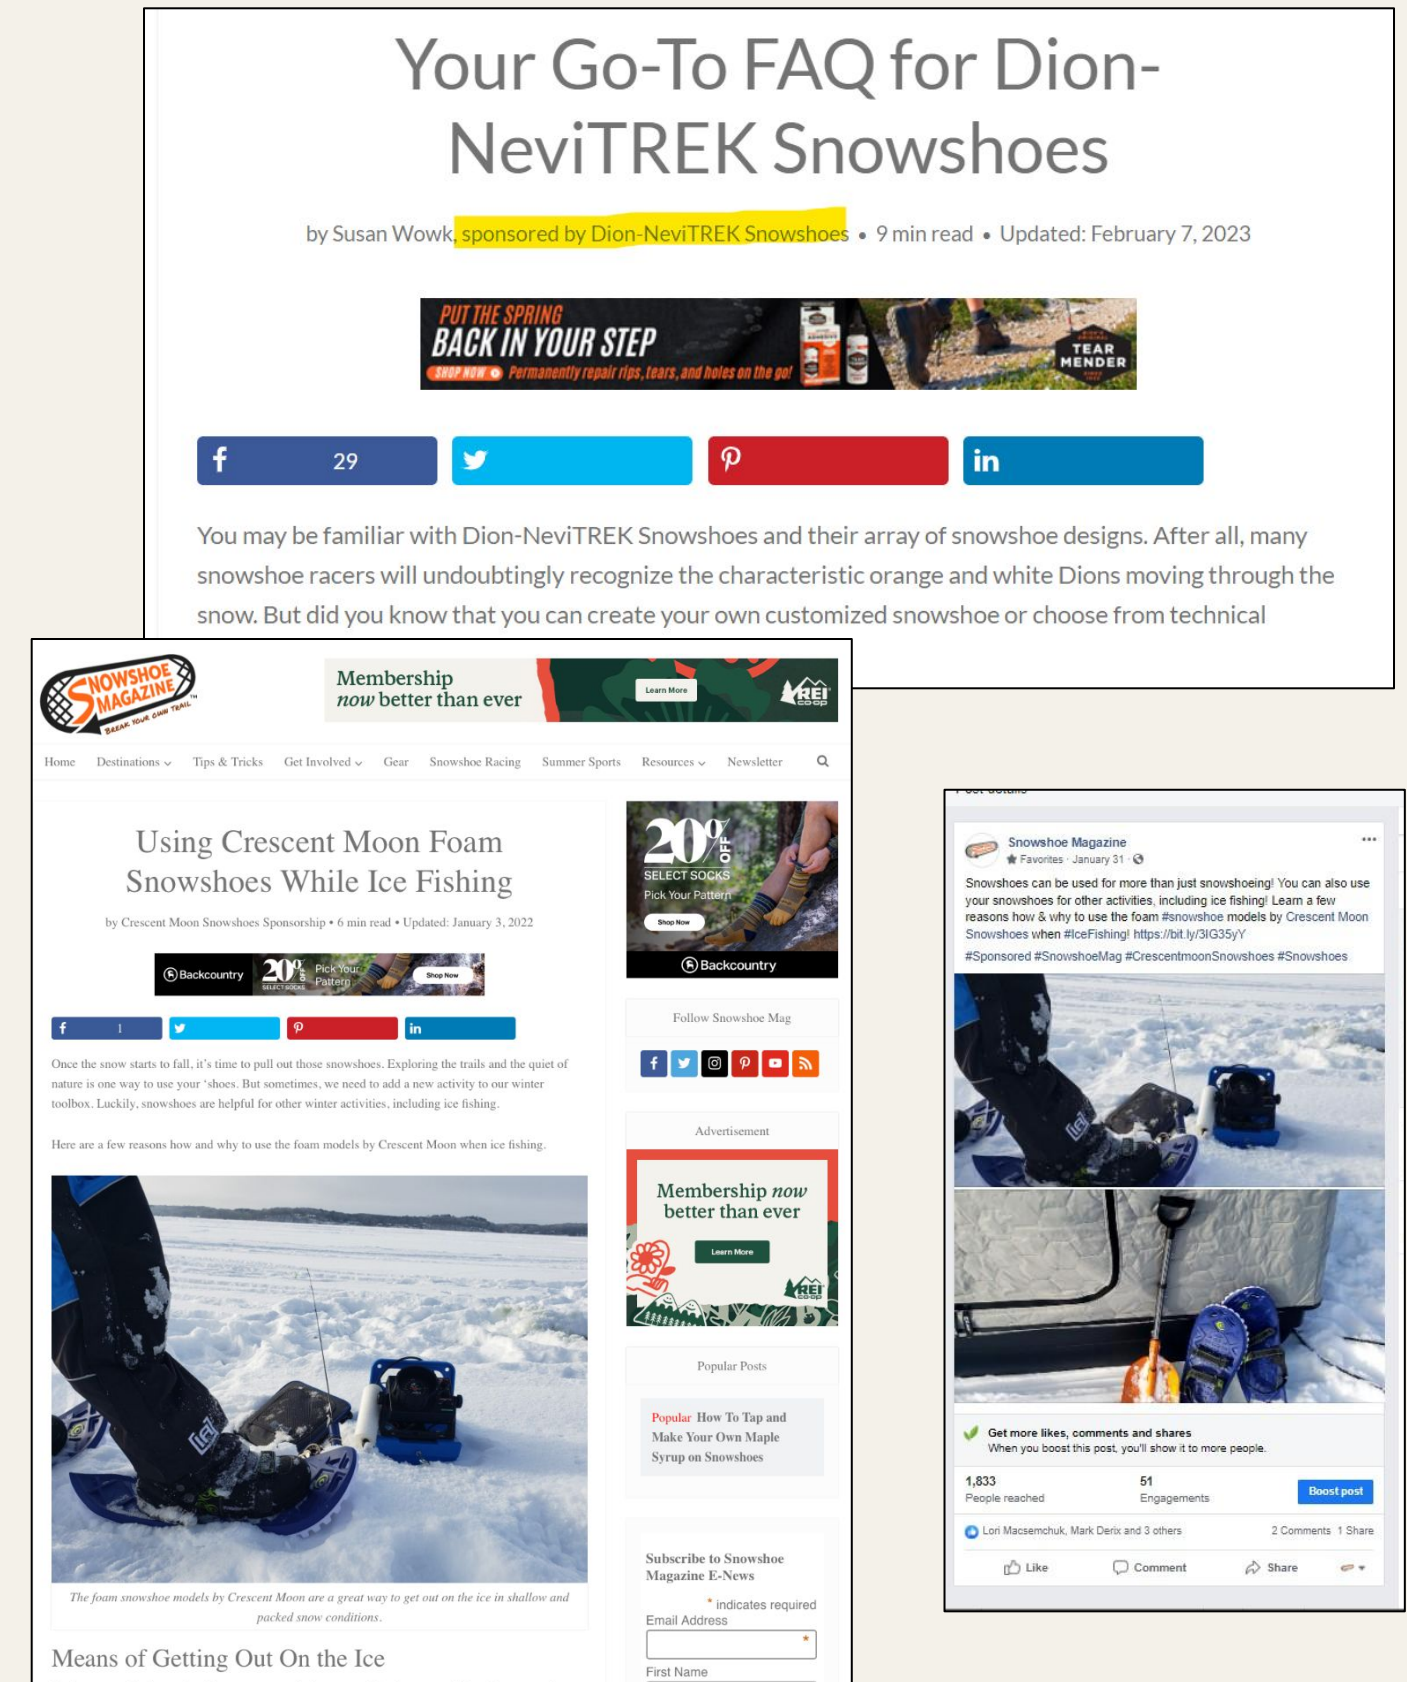 Your Go-To FAQ for Dion-
NeviTREK Snowshoes
by Susan Wowk, sponsored by Dion-NeviTREK Snowshoes • 9 min read • Updated: February 7, 2023
PUT THE SPRING
BACK IN YOUR STEP
SHOP NOW
Permanently repair rips, tears, and holes on the go!
TEAR
MENDER
29
You may be familiar with Dion-NeviTREK Snowshoes and their array of snowshoe designs. After all, many
snowshoe racers will undoubtingly recognize the characteristic orange and white Dions moving through the
snow. But did you know that you can create your own customized snowshoe or choose from technical
SNOWSHOE
MAGAZINE
BREAK YOUR OWN TRAIL
TM
Membership
now better than ever
Learn More
REI
co-op
Home Destinations Tips & Tricks Get Involved Gear Snowshoe Racing Summer Sports Resources Newsletter
Using Crescent Moon Foam
Snowshoes While Ice Fishing
by Crescent Moon Snowshoes Sponsorship • 6 min read • Updated: January 3, 2022
Backcountry
20% OFF
SELECT SOCKS
Pick Your
Pattern
Shop Now
1
Once the snow starts to fall, it's time to pull out those snowshoes. Exploring the trails and the quiet of
nature is one way to use your 'shoes. But sometimes, we need to add a new activity to our winter
toolbox. Luckily, snowshoes are helpful for other winter activities, including ice fishing.
Here are a few reasons how and why to use the foam models by Crescent Moon when ice fishing.
The foam snowshoe models by Crescent Moon are a great way to get out on the ice in shallow and
packed snow conditions.
Means of Getting Out On the Ice
20% OFF
SELECT SOCKS
Pick Your Pattern
Shop Now
Backcountry
Follow Snowshoe Mag
Advertisement
Membership now
better than ever
Learn More
REI
co-op
Popular Posts
Popular How To Tap and
Make Your Own Maple
Syrup on Snowshoes
Subscribe to Snowshoe
Magazine E-News
* indicates required
Email Address
*
First Name
Post details
Snowshoe Magazine
Favorites · January 31 ·
Snowshoes can be used for more than just snowshoeing! You can also use
your snowshoes for other activities, including ice fishing! Learn a few
reasons how & why to use the foam #snowshoe models by Crescent Moon
Snowshoes when #IceFishing! https://bit.ly/3IG35yY
#Sponsored #SnowshoeMag #CrescentmoonSnowshoes #Snowshoes
Get more likes, comments and shares
When you boost this post, you'll show it to more people.
1,833
People reached
51
Engagements
Boost post
Lori Macsemchuk, Mark Derix and 3 others
2 Comments 1 Share
Like Comment Share